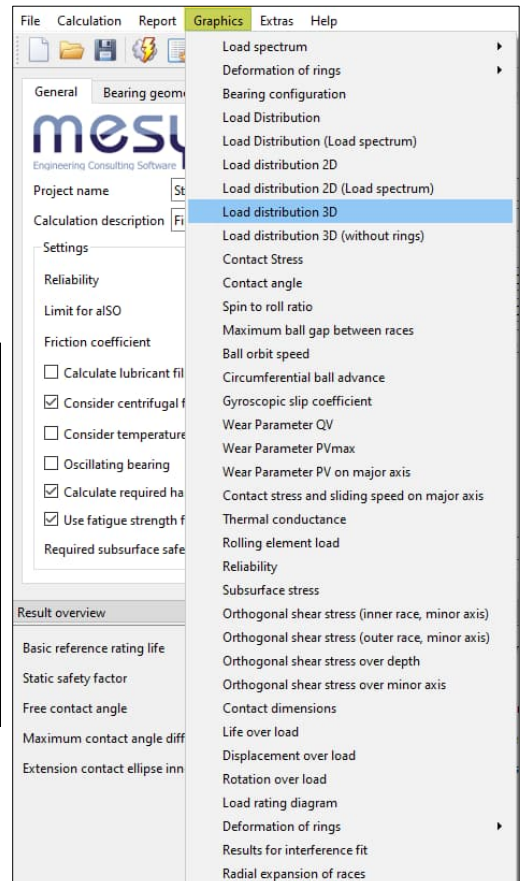 File Calculation Report Graphics Extras Help
General Bearing geome
mesy
Engineering Consulting Software
Project name St
Calculation description Fi
Settings
Reliability
Limit for aISO
Friction coefficient
Calculate lubricant fil
Consider centrifugal f
Consider temperature
Oscillating bearing
Calculate required ha
Use fatigue strength f
Required subsurface safe
Result overview
Basic reference rating life
Static safety factor
Free contact angle
Maximum contact angle diff
Extension contact ellipse inn
Load spectrum
Deformation of rings
Bearing configuration
Load Distribution
Load Distribution (Load spectrum)
Load distribution 2D
Load distribution 2D (Load spectrum)
Load distribution 3D
Load distribution 3D (without rings)
Contact Stress
Contact angle
Spin to roll ratio
Maximum ball gap between races
Ball orbit speed
Circumferential ball advance
Gyroscopic slip coefficient
Wear Parameter QV
Wear Parameter PVmax
Wear Parameter PV on major axis
Contact stress and sliding speed on major axis
Thermal conductance
Rolling element load
Reliability
Subsurface stress
Orthogonal shear stress (inner race, minor axis)
Orthogonal shear stress (outer race, minor axis)
Orthogonal shear stress over depth
Orthogonal shear stress over minor axis
Contact dimensions
Life over load
Displacement over load
Rotation over load
Load rating diagram
Deformation of rings
Results for interference fit
Radial expansion of races